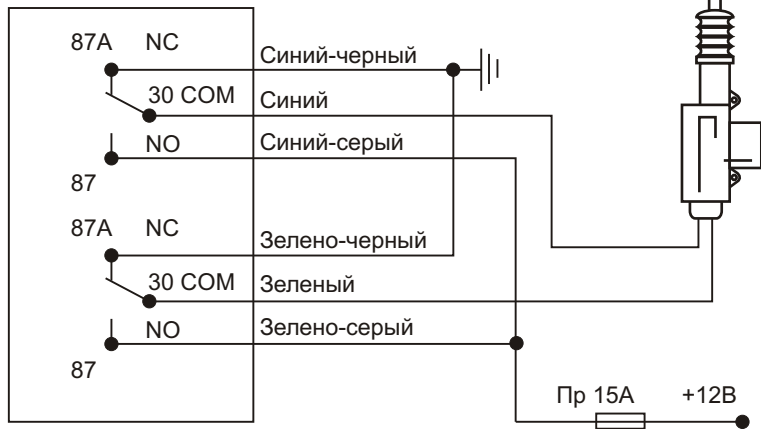 87A NC
Синий-черный
30 COM
Синий
NO
Синий-серый
87
87A NC
Зелено-черный
30 COM
Зеленый
NO
Зелено-серый
87
Пр 15А +12В